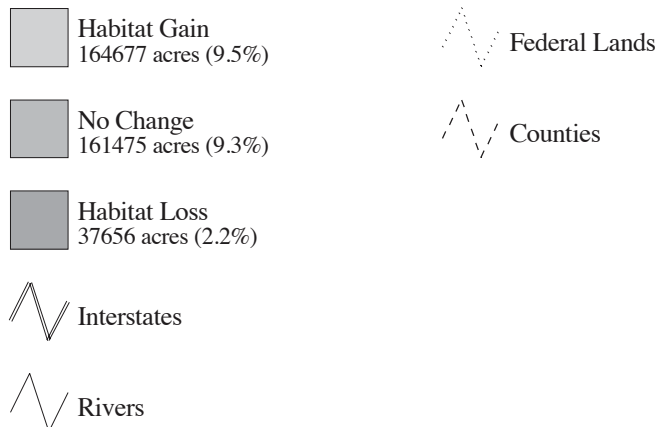 Habitat Gain
164677 acres (9.5%)
No Change
161475 acres (9.3%)
Habitat Loss
37656 acres (2.2%)
Interstates
Rivers
Federal Lands
Counties